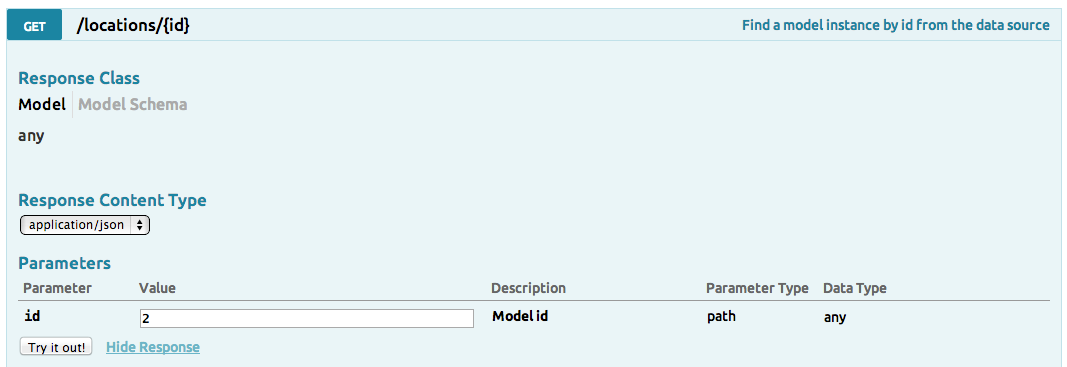 GET /locations/{id} Find a model instance by id from the data source
Response Class
Model Model Schema
any
Response Content Type
application/json
Parameters
Parameter Value Description Parameter Type Data Type
id 2 Model id path any
Try it out! Hide Response